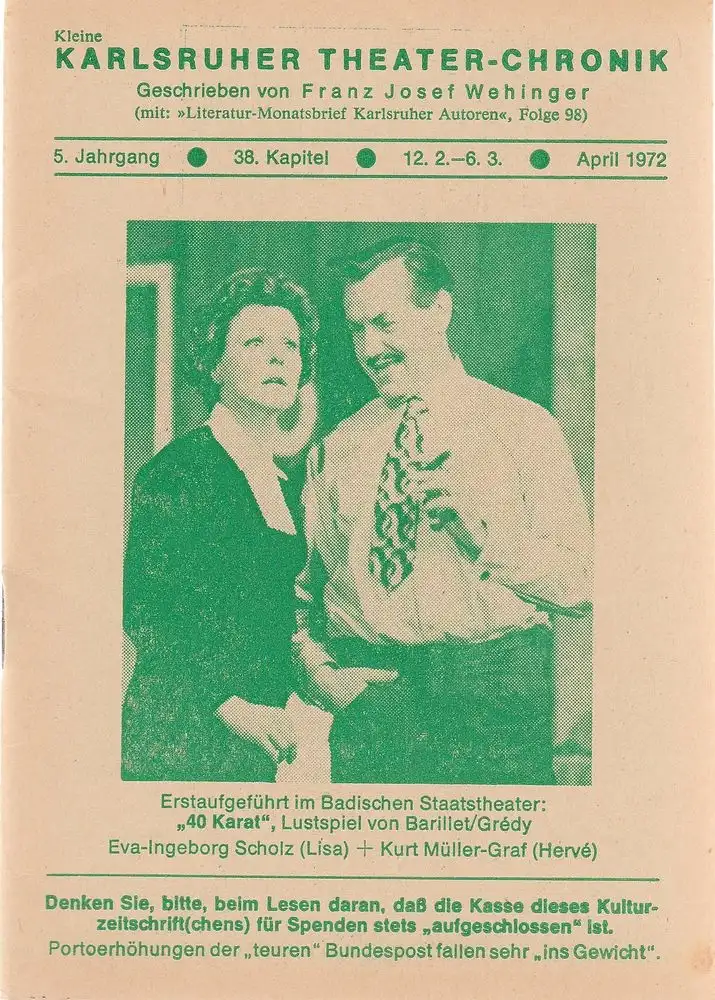 Kleine
KARLSRUHER THEATER-CHRONIK
Geschrieben von Franz Josef Wehinger
(mit: »Literatur-Monatsbrief Karlsruher Autoren«, Folge 98)
5. Jahrgang ● 38. Kapitel ● 12. 2.—6. 3. ● April 1972
Erstaufgeführt im Badischen Staatstheater:
„40 Karat“, Lustspiel von Barillet/Grédy
Eva-Ingeborg Scholz (Lisa) + Kurt Müller-Graf (Hervé)
Denken Sie, bitte, beim Lesen daran, daß die Kasse dieses Kultur-
zeitschrift(chens) für Spenden stets „aufgeschlossen“ ist.
Portoerhöhungen der „teuren“ Bundespost fallen sehr „ins Gewicht“.